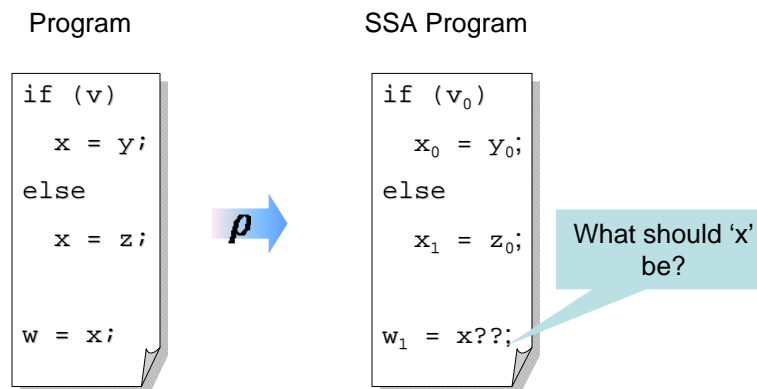 Program
SSA Program
if (v)
x = y;
else
x = z;
w = x;
ρ
if (v₀)
x₀ = y₀;
else
x₁ = z₀;
w₁ = x??;
What should ‘x’
be?